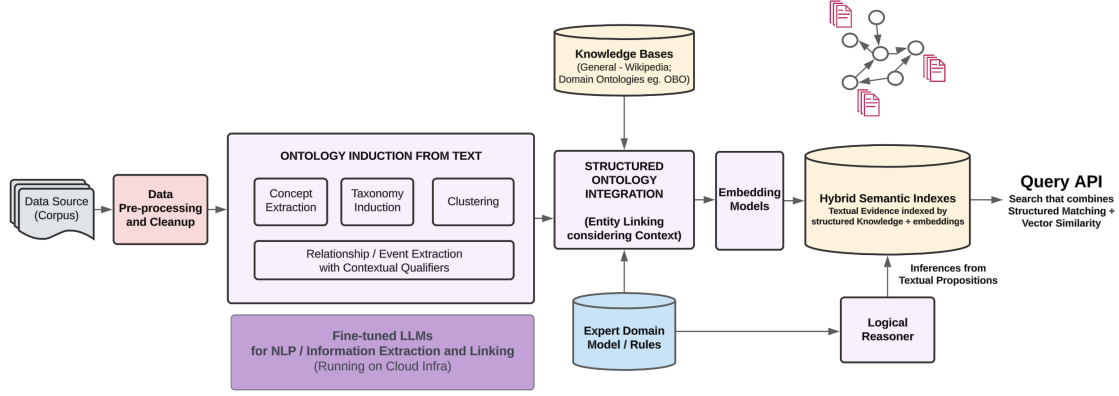 Data Source
(Corpus)
Data
Pre-processing
and Cleanup
ONTOLOGY INDUCTION FROM TEXT
Concept
Extraction
Taxonomy
Induction
Clustering
Relationship / Event Extraction
with Contextual Qualifiers
Fine-tuned LLMs
for NLP / Information Extraction and Linking
(Running on Cloud Infra)
Knowledge Bases
(General - Wikipedia;
Domain Ontologies eg. OBO)
STRUCTURED
ONTOLOGY
INTEGRATION
(Entity Linking
considering Context)
Expert Domain
Model / Rules
Embedding
Models
Hybrid Semantic Indexes
Textual Evidence indexed by
structured Knowledge + embeddings
Inferences from
Textual Propositions
Logical
Reasoner
Query API
Search that combines
Structured Matching +
Vector Similarity